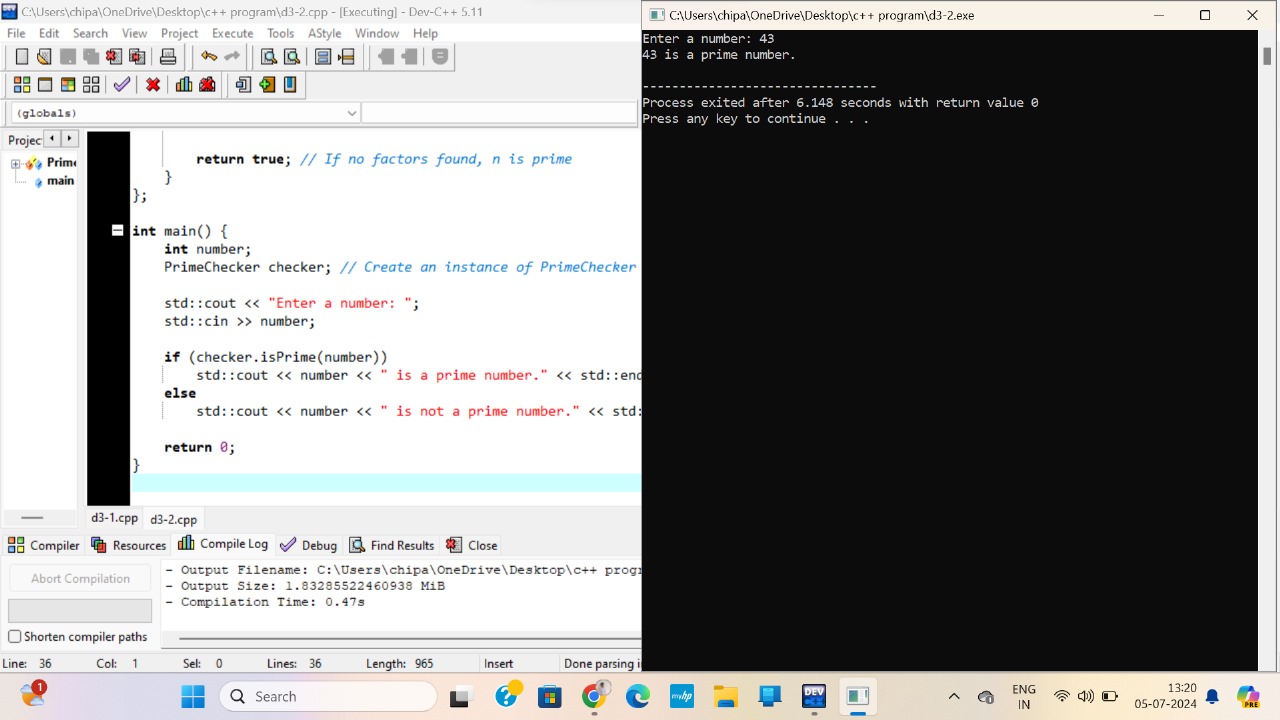 C:\Users\chipa\OneDrive\Desktop\c++ program\d3-2.cpp - [Executing] - Dev-C++ 5.11
File Edit Search View Project Execute Tools AStyle Window Help
(globals)
Projec
Prime
main
return true; // If no factors found, n is prime
}
};
int main() {
int number;
PrimeChecker checker; // Create an instance of PrimeChecker
std::cout << "Enter a number: ";
std::cin >> number;
if (checker.isPrime(number))
std::cout << number << " is a prime number." << std::end
else
std::cout << number << " is not a prime number." << std:
return 0;
}
d3-1.cpp d3-2.cpp
Compiler Resources Compile Log Debug Find Results Close
Abort Compilation
Shorten compiler paths
- Output Filename: C:\Users\chipa\OneDrive\Desktop\c++ progr
- Output Size: 1.83285522460938 MiB
- Compilation Time: 0.47s
Line: 36 Col: 1 Sel: 0 Lines: 36 Length: 965 Insert Done parsing i
C:\Users\chipa\OneDrive\Desktop\c++ program\d3-2.exe
Enter a number: 43
43 is a prime number.
--------------------------------
Process exited after 6.148 seconds with return value 0
Press any key to continue . . .
1
Search
myhp
DEV
ENG
IN
13:20
05-07-2024
PRE